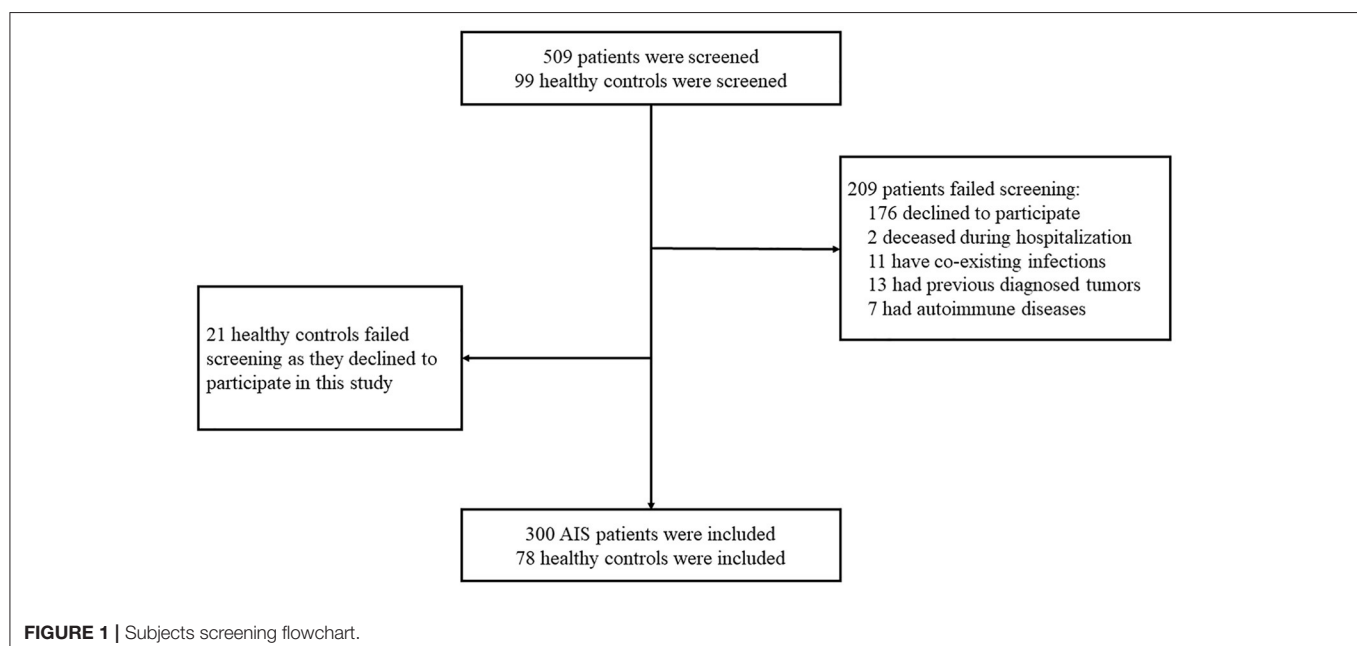 509 patients were screened
99 healthy controls were screened
209 patients failed screening:
176 declined to participate
2 deceased during hospitalization
11 have co-existing infections
13 had previous diagnosed tumors
7 had autoimmune diseases
21 healthy controls failed
screening as they declined to
participate in this study
300 AIS patients were included
78 healthy controls were included
FIGURE 1 | Subjects screening flowchart.